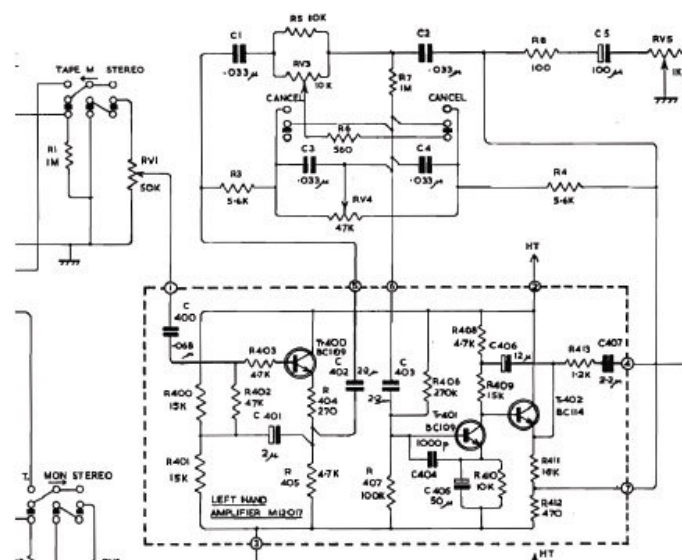 C1
.033μ
R5 10K
RV3
10K
C2
.033μ
R7
1M
R8
100
C5
100μ
RV5
1K
TAPE M STEREO
CANCEL
CANCEL
R6
560
R1
1M
RV1
50K
C3
.033μ
C4
.033μ
R3
5.6K
RV4
47K
R4
5.6K
HT
1
5
6
2
C
400
.068
μ
R403
47K
Tr400
BC109
C
402
20
μ
C
403
2.2
μ
R408
4.7K
C406
12μ
R413
1.2K
C407
2.2μ
4
R400
15K
R402
47K
R
404
270
R406
270K
R409
15K
Tr402
BC114
C
401
2μ
Tr401
BC109
1000p
C404
R401
15K
R
405
4.7K
R
407
100K
C405
50μ
R410
10K
R411
18K
R412
470
7
LEFT HAND
AMPLIFIER M12017
3
T. MON STEREO
HT